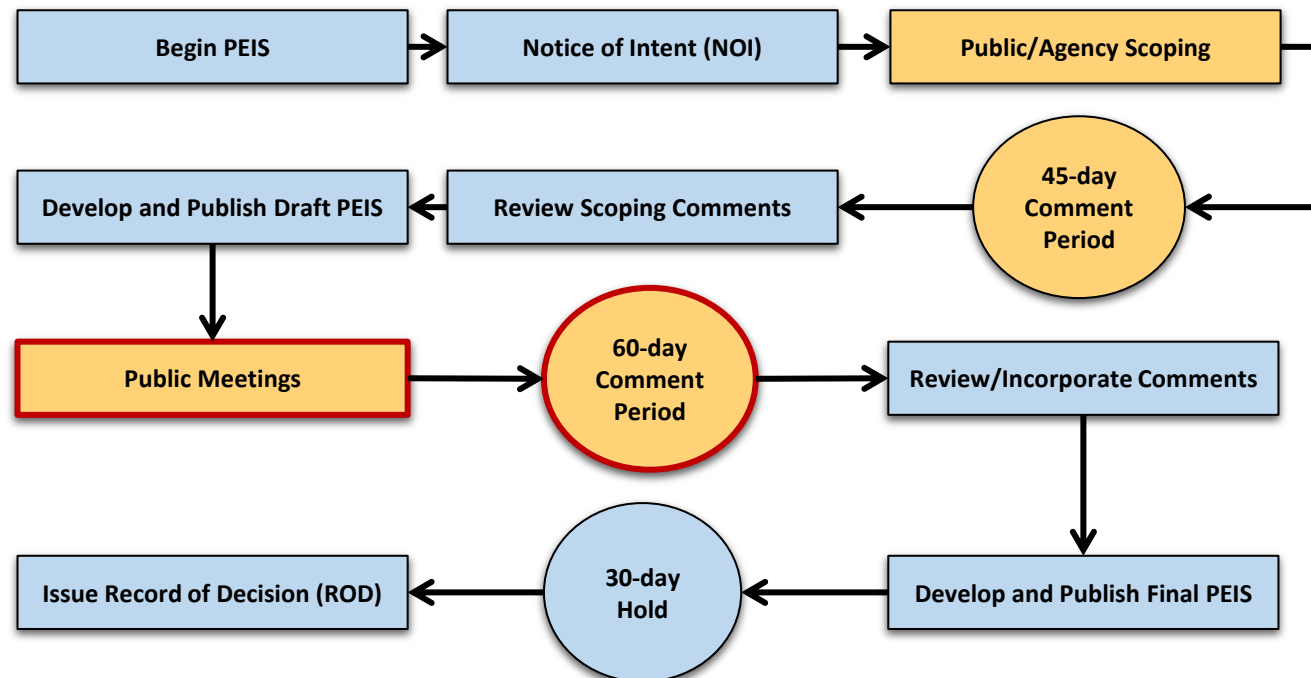 Begin PEIS
Notice of Intent (NOI)
Public/Agency Scoping
45-day
Comment
Period
Review Scoping Comments
Develop and Publish Draft PEIS
Public Meetings
60-day
Comment
Period
Review/Incorporate Comments
Develop and Publish Final PEIS
30-day
Hold
Issue Record of Decision (ROD)